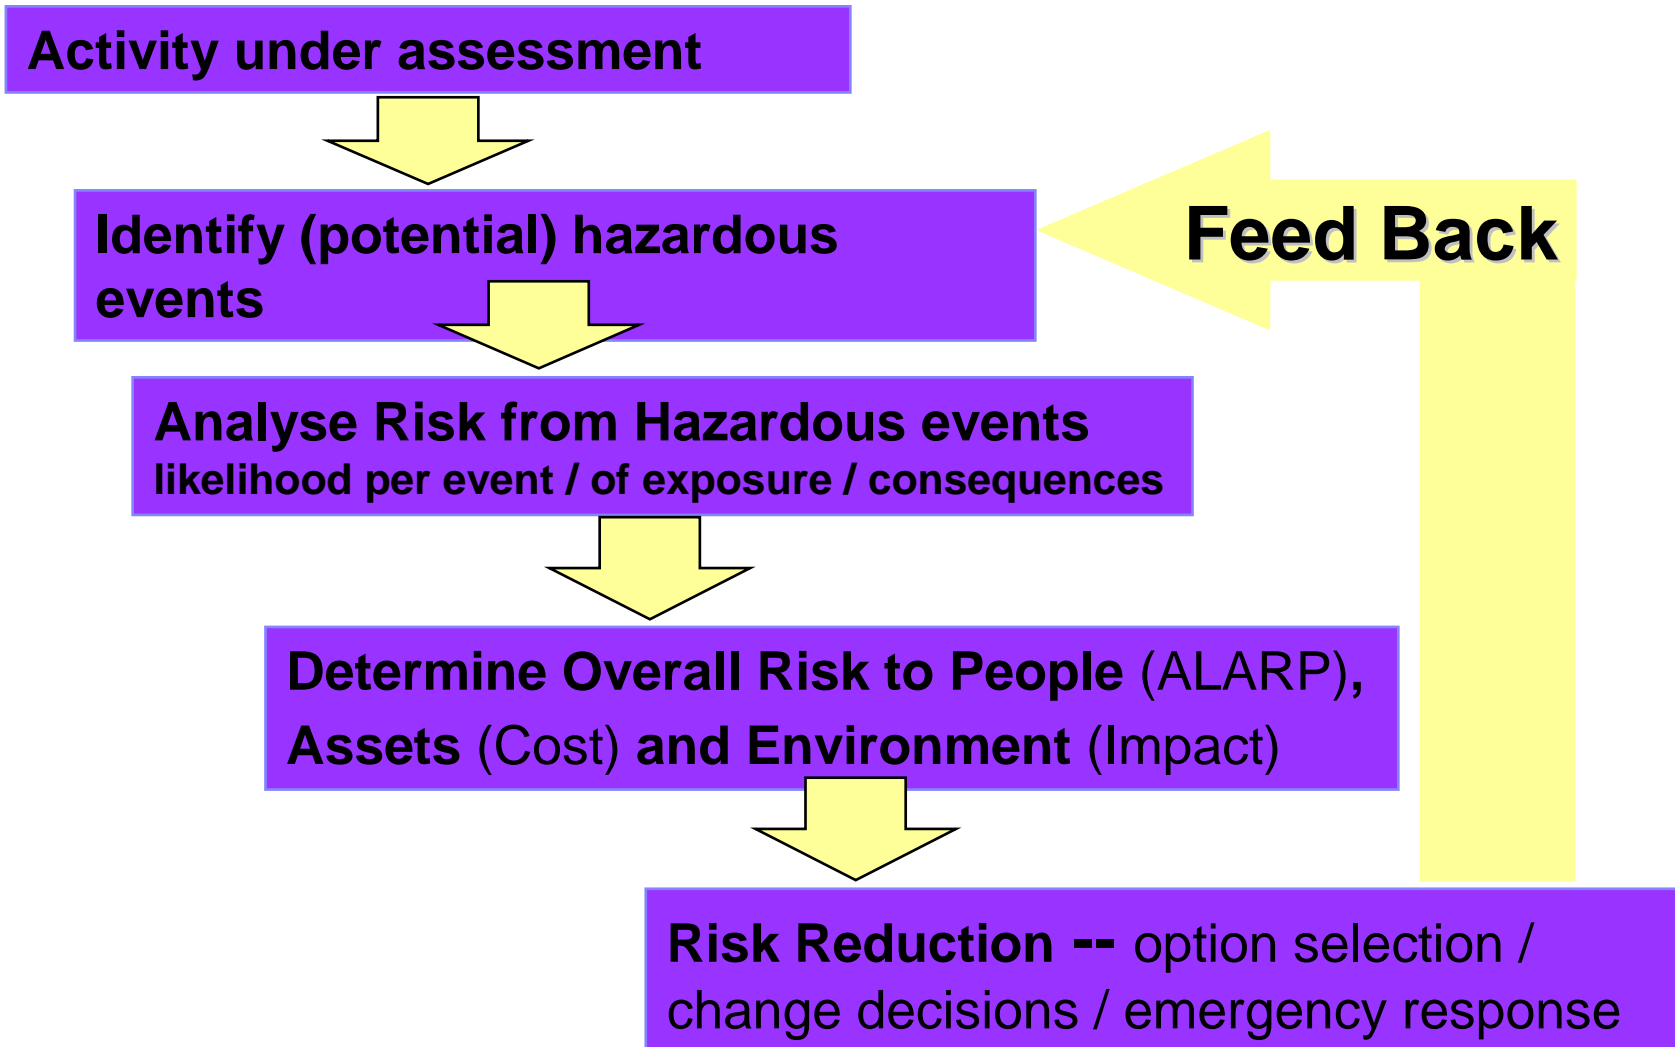 Activity under assessment
Identify (potential) hazardous
events
Feed Back
Analyse Risk from Hazardous events
likelihood per event / of exposure / consequences
Determine Overall Risk to People (ALARP),
Assets (Cost) and Environment (Impact)
Risk Reduction -- option selection /
change decisions / emergency response